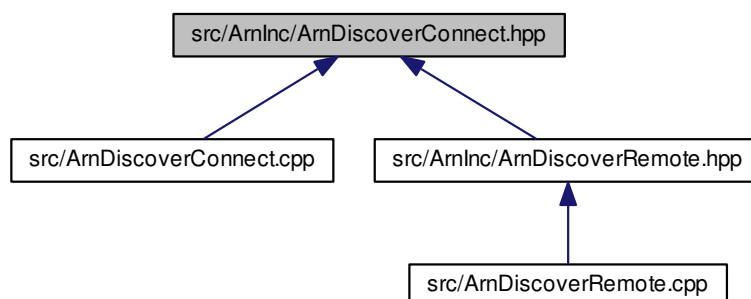 src/ArnInc/ArnDiscoverConnect.hpp
src/ArnDiscoverConnect.cpp
src/ArnInc/ArnDiscoverRemote.hpp
src/ArnDiscoverRemote.cpp